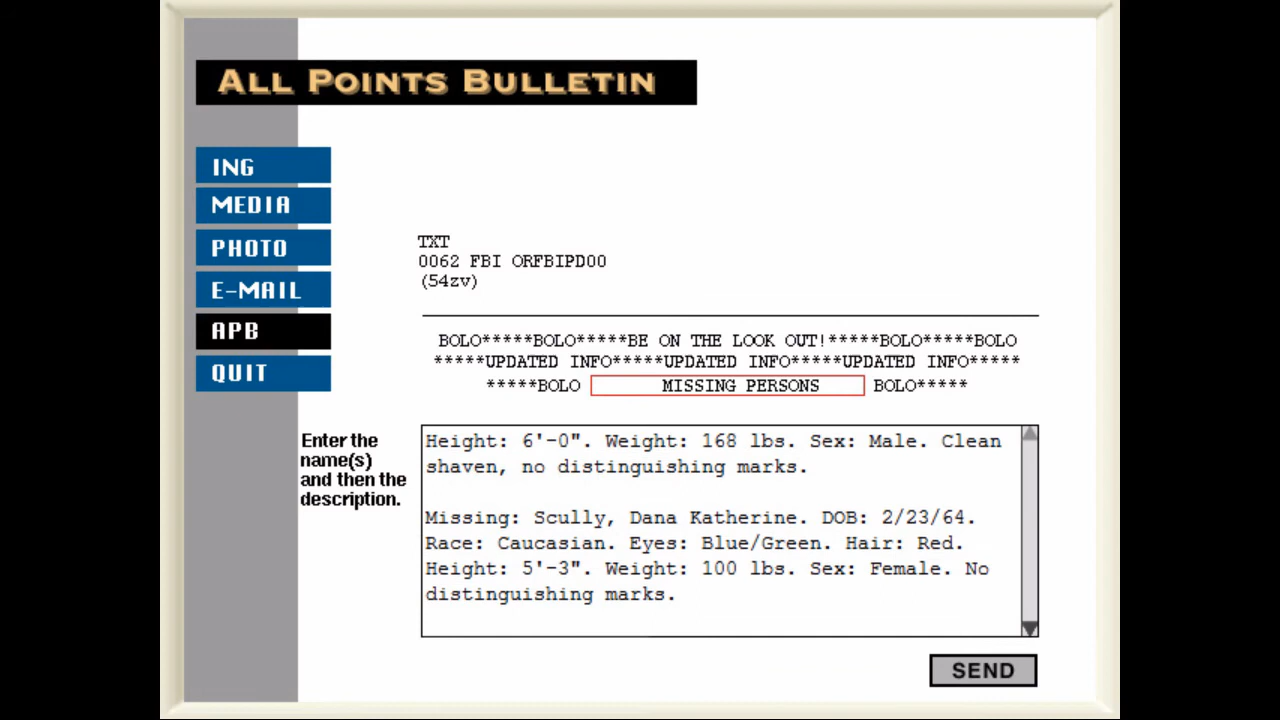 ALL POINTS BULLETIN
ING
MEDIA
PHOTO
E-MAIL
APB
QUIT
TXT
0062 FBI ORFBIPD00
(54zv)
BOLO*****BOLO*****BE ON THE LOOK OUT!*****BOLO*****BOLO
*****UPDATED INFO*****UPDATED INFO*****UPDATED INFO*****
*****BOLO MISSING PERSONS BOLO*****
Enter the
name(s)
and then the
description.
Height: 6'-0". Weight: 168 lbs. Sex: Male. Clean
shaven, no distinguishing marks.
Missing: Scully, Dana Katherine. DOB: 2/23/64.
Race: Caucasian. Eyes: Blue/Green. Hair: Red.
Height: 5'-3". Weight: 100 lbs. Sex: Female. No
distinguishing marks.
SEND